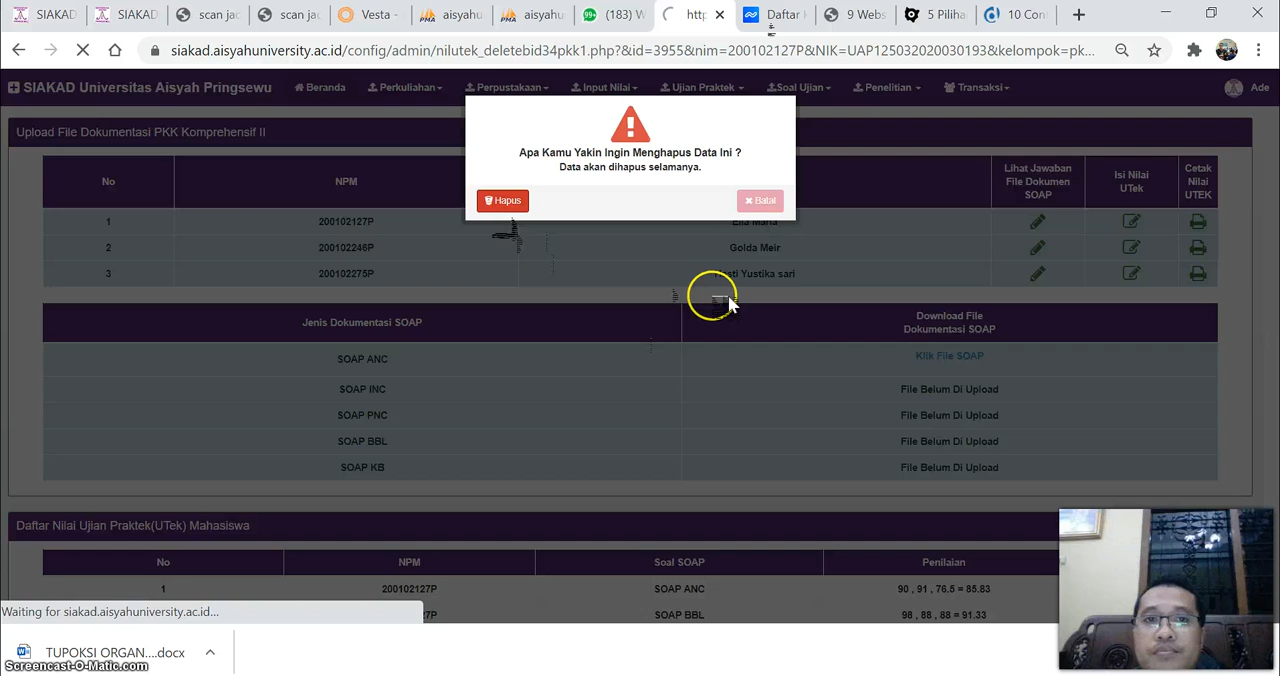 SIAKAD
SIAKAD
scan jac
scan jac
Vesta -
aisyahu
aisyahu
(183) W
http
Daftar H
9 Webs
5 Piliha
10 Cont
siakad.aisyahuniversity.ac.id/config/admin/nilutek_deletebid34pkk1.php?&id=3955&nim=200102127P&NIK=UAP125032020030193&kelompok=pk...
SIAKAD Universitas Aisyah Pringsewu
Beranda
Perkuliahan
Perpustakaan
Input Nilai
Ujian Praktek
Soal Ujian
Penelitian
Transaksi
Ade
Apa Kamu Yakin Ingin Menghapus Data Ini ?
Data akan dihapus selamanya.
Hapus
Batal
Upload File Dokumentasi PKK Komprehensif II
No
NPM
Lihat Jawaban
File Dokumen
SOAP
Isi Nilai
UTek
Cetak
Nilai
UTEK
1
200102127P
Ella Maria
2
200102246P
Golda Meir
3
200102275P
Yustika sari
Jenis Dokumentasi SOAP
Download File
Dokumentasi SOAP
SOAP ANC
Klik File SOAP
SOAP INC
File Belum Di Upload
SOAP PNC
File Belum Di Upload
SOAP BBL
File Belum Di Upload
SOAP KB
File Belum Di Upload
Daftar Nilai Ujian Praktek(UTek) Mahasiswa
No
NPM
Soal SOAP
Penilaian
1
200102127P
SOAP ANC
90 , 91 , 76.5 = 85.83
27P
SOAP BBL
98 , 88 , 88 = 91.33
Waiting for siakad.aisyahuniversity.ac.id...
TUPOKSI ORGAN....docx
Screencast-O-Matic.com